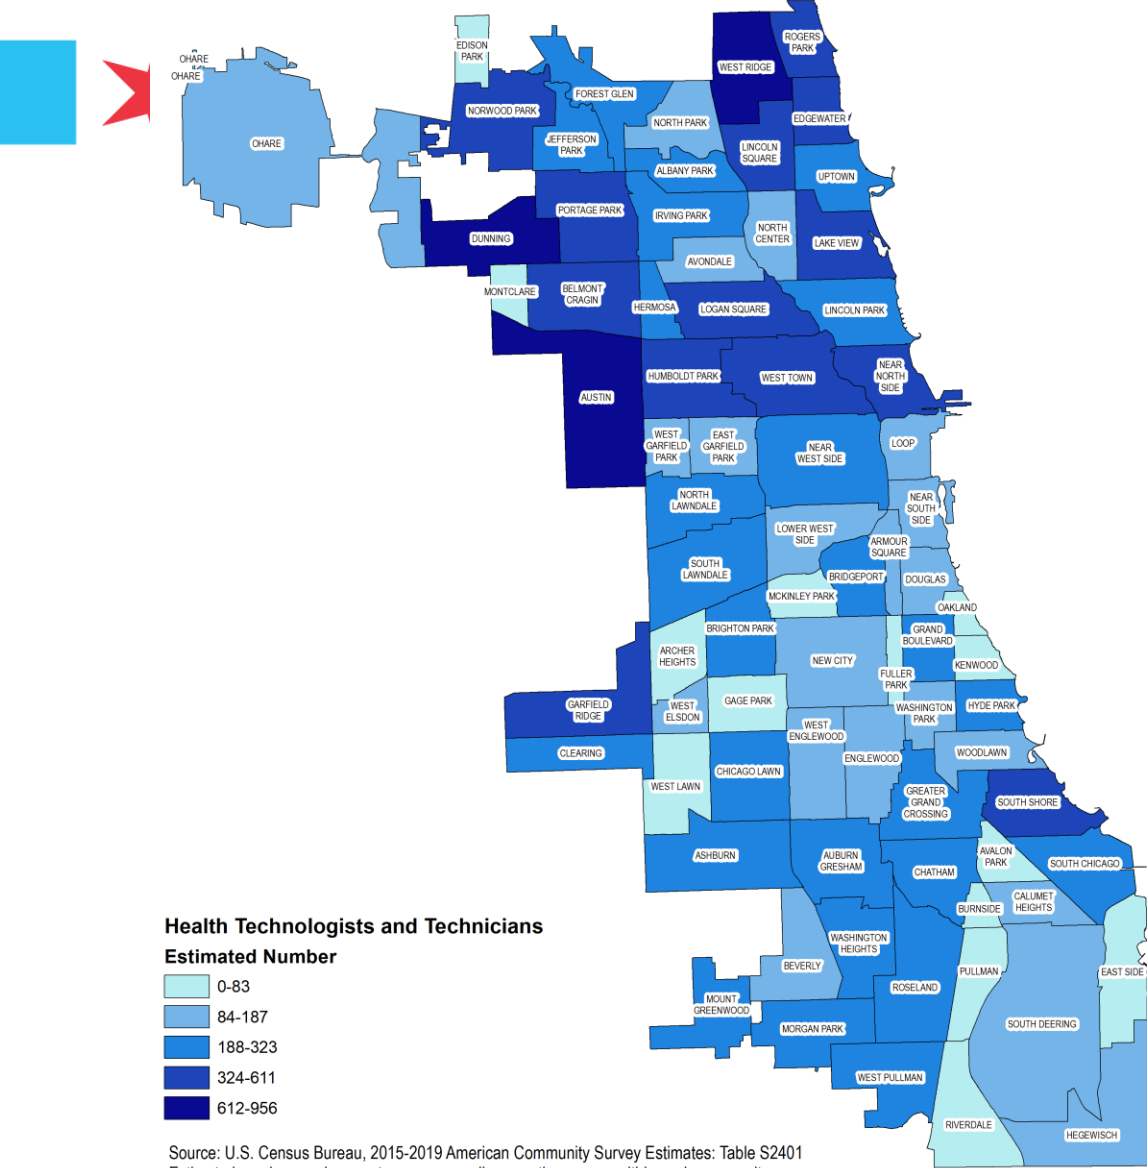 EDISON
PARK
ROGERS
PARK
OHARE
OHARE
WEST RIDGE
FOREST GLEN
NORWOOD PARK
NORTH PARK
EDGEWATER
OHARE
JEFFERSON
PARK
LINCOLN
SQUARE
ALBANY PARK
UPTOWN
PORTAGE PARK
IRVING PARK
NORTH
CENTER
DUNNING
LAKE VIEW
AVONDALE
MONTCLARE
BELMONT
CRAGIN
HERMOSA
LOGAN SQUARE
LINCOLN PARK
HUMBOLDT PARK
WEST TOWN
NEAR
NORTH
SIDE
AUSTIN
WEST
GARFIELD
PARK
EAST
GARFIELD
PARK
NEAR
WEST SIDE
LOOP
NORTH
LAWNDALE
NEAR
SOUTH
SIDE
LOWER WEST
SIDE
ARMOUR
SQUARE
SOUTH
LAWNDALE
BRIDGEPORT
DOUGLAS
MCKINLEY PARK
OAKLAND
BRIGHTON PARK
GRAND
BOULEVARD
ARCHER
HEIGHTS
NEW CITY
KENWOOD
FULLER
PARK
GAGE PARK
HYDE PARK
GARFIELD
RIDGE
WEST
ELSDON
WASHINGTON
PARK
WEST
ENGLEWOOD
CLEARING
WOODLAWN
ENGLEWOOD
CHICAGO LAWN
WEST LAWN
GREATER
GRAND
CROSSING
SOUTH SHORE
ASHBURN
AUBURN
GRESHAM
AVALON
PARK
SOUTH CHICAGO
CHATHAM
CALUMET
HEIGHTS
BURNSIDE
Health Technologists and Technicians
Estimated Number
0-83
84-187
188-323
324-611
612-956
WASHINGTON
HEIGHTS
BEVERLY
PULLMAN
EAST SIDE
ROSELAND
MOUNT
GREENWOOD
MORGAN PARK
SOUTH DEERING
WEST PULLMAN
RIVERDALE
HEGEWISCH
Source: U.S. Census Bureau, 2015-2019 American Community Survey Estimates: Table S2401